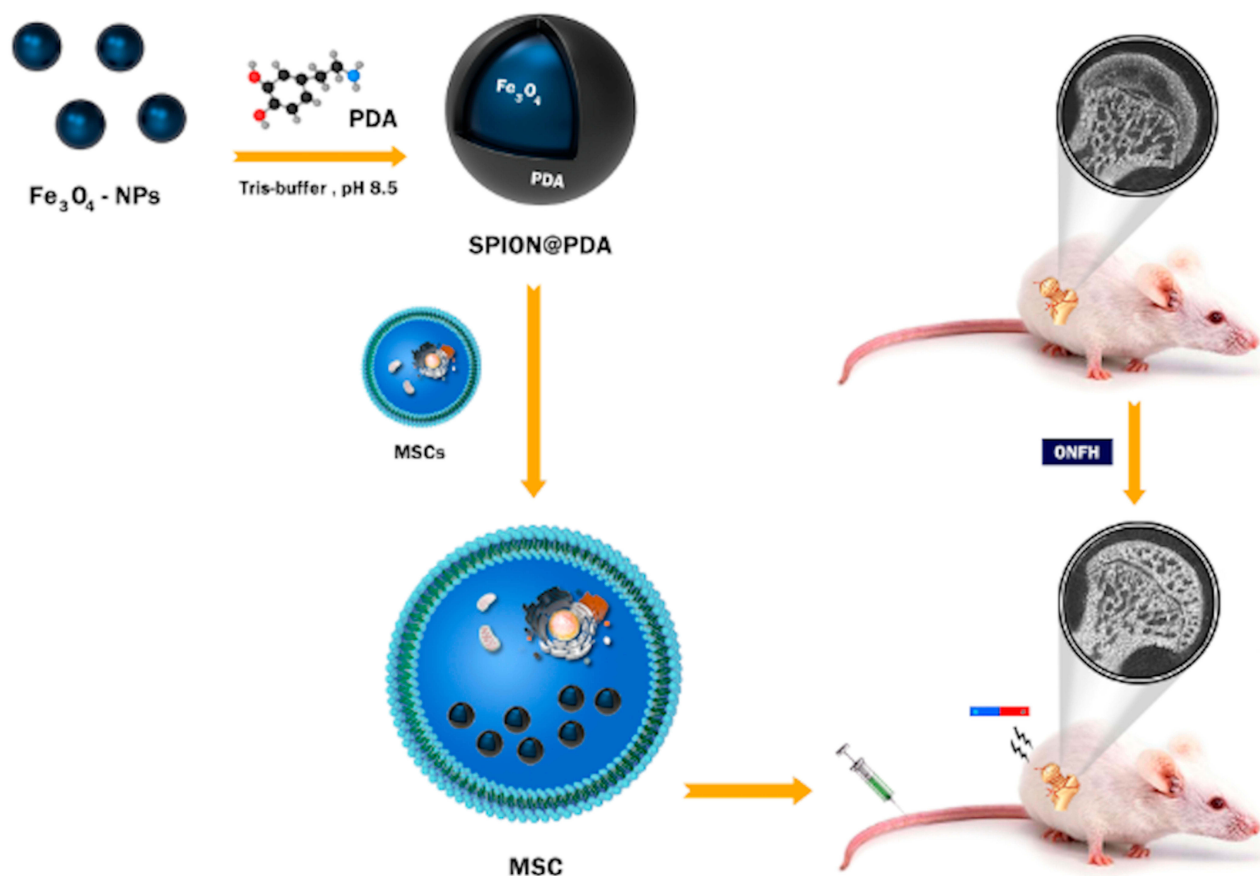 PDA
Tris-buffer , pH 8.5
Fe₃O₄ - NPs
Fe₃O₄
PDA
SPION@PDA
MSCs
MSC
ONFH